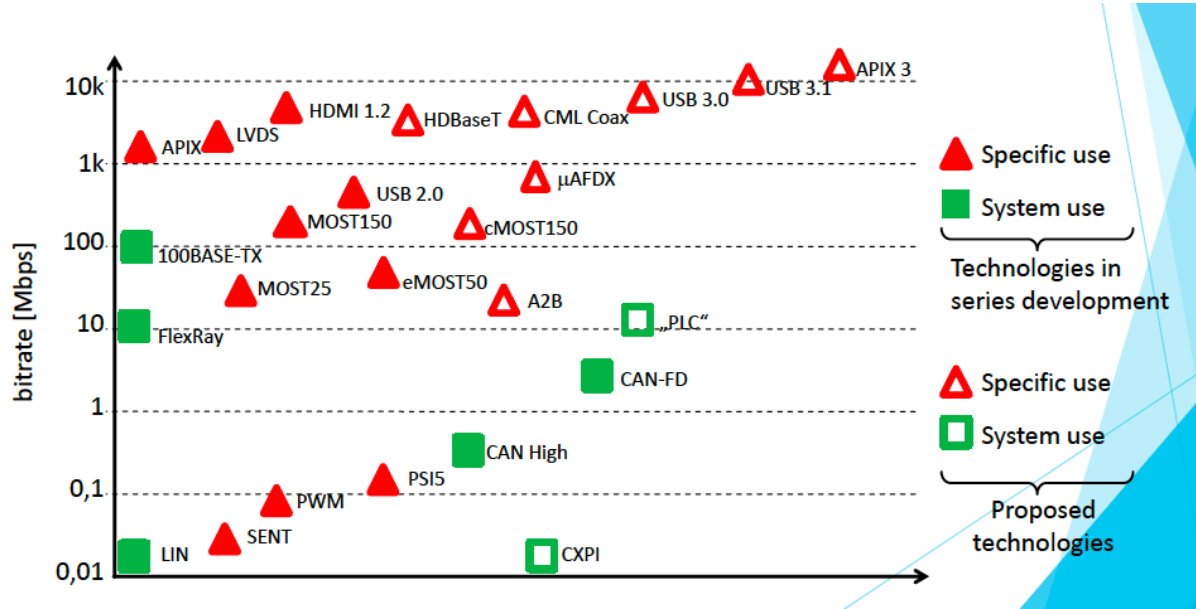 10k
1k
100
10
1
0,1
0,01
bitrate [Mbps]
APIX 3
USB 3.1
USB 3.0
CML Coax
HDBaseT
HDMI 1.2
LVDS
APIX
µAFDX
USB 2.0
MOST150
cMOST150
100BASE-TX
MOST25
eMOST50
A2B
FlexRay
„PLC“
CAN-FD
CAN High
PSI5
PWM
SENT
LIN
CXPI
Specific use
System use
Technologies in
series development
Specific use
System use
Proposed
technologies